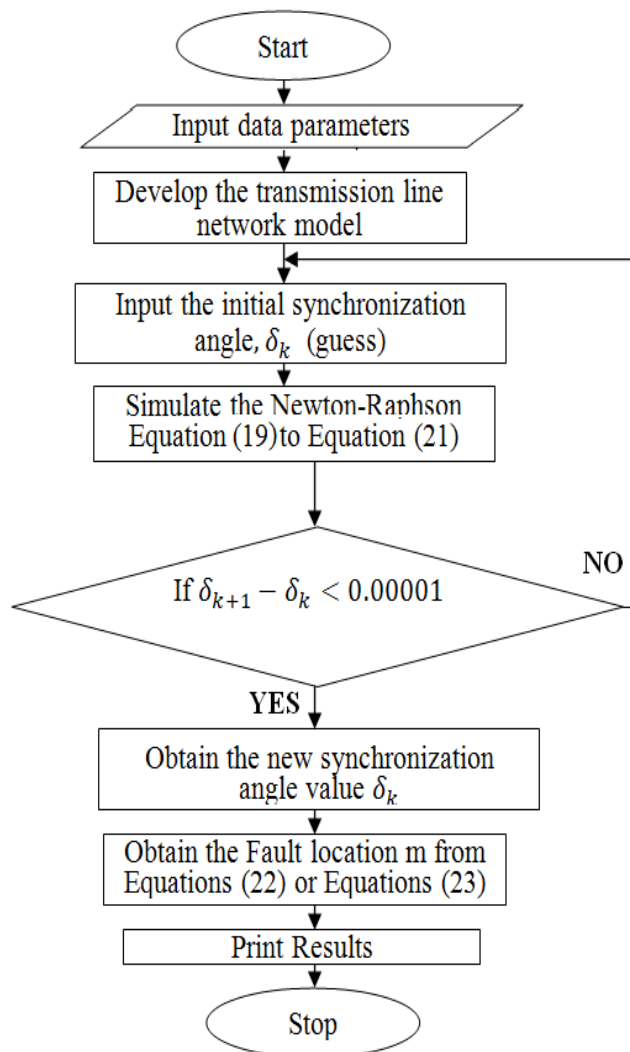 Start
Input data parameters
Develop the transmission line
network model
Input the initial synchronization
angle, δₖ (guess)
Simulate the Newton-Raphson
Equation (19)to Equation (21)
If δₖ₊₁ − δₖ < 0.00001
NO
YES
Obtain the new synchronization
angle value δₖ
Obtain the Fault location m from
Equations (22) or Equations (23)
Print Results
Stop